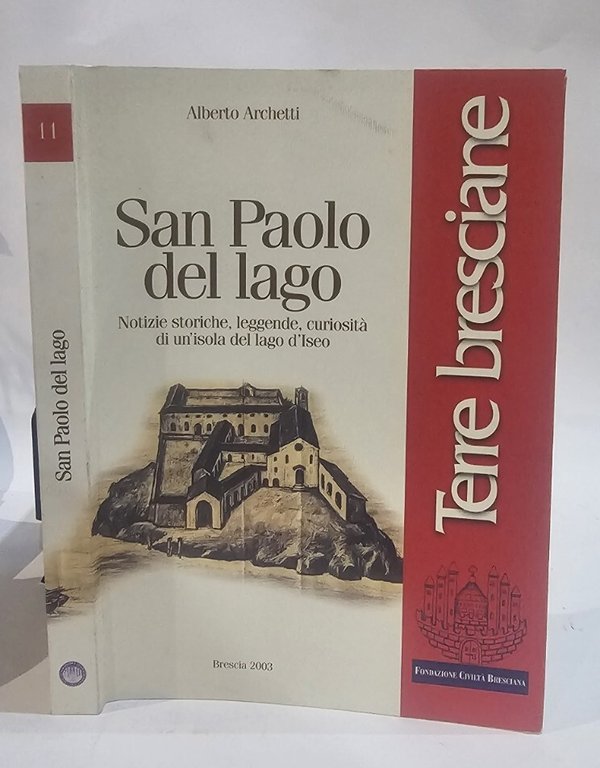 11
San Paolo del lago
Alberto Archetti
San Paolo
del lago
Notizie storiche, leggende, curiosità
di un'isola del lago d'Iseo
Brescia 2003
Terre bresciane
FONDAZIONE CIVILTÀ BRESCIANA